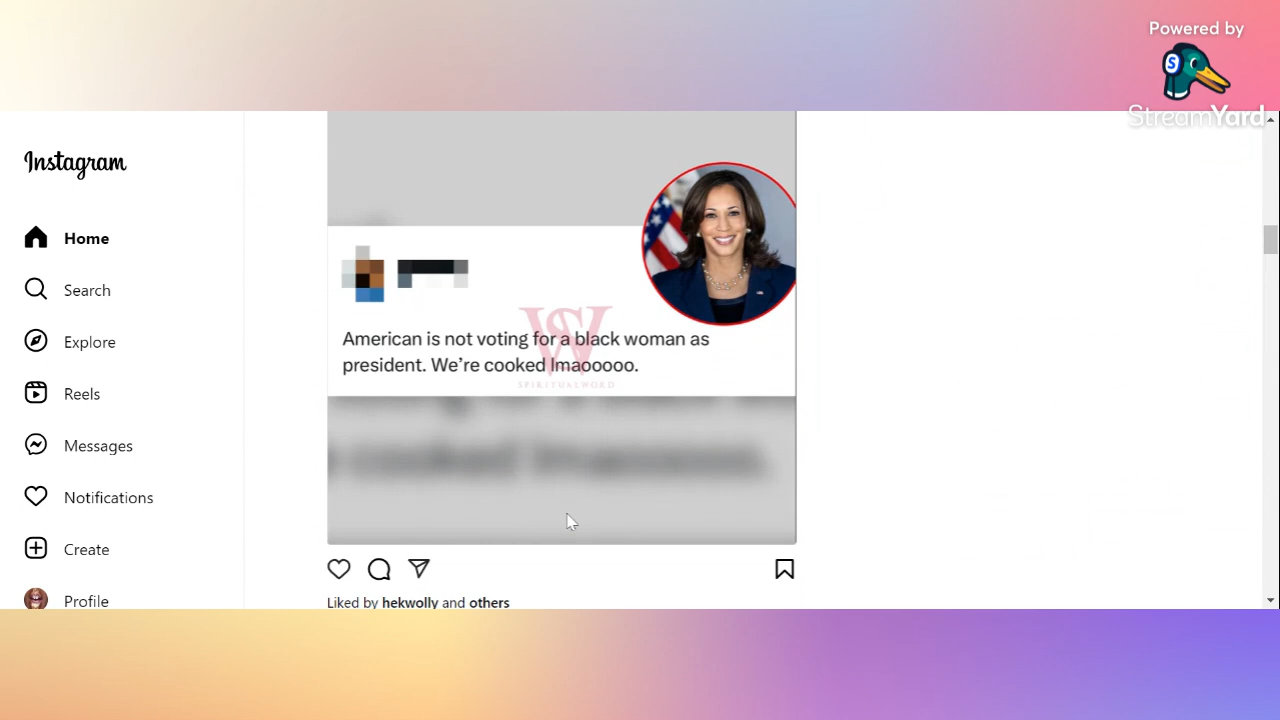 Powered by
StreamYard
Instagram
Home
Search
Explore
Reels
Messages
Notifications
Create
Profile
American is not voting for a black woman as
president. We're cooked lmaooooo.
SPIRITUALWORD
Liked by hekwolly and others